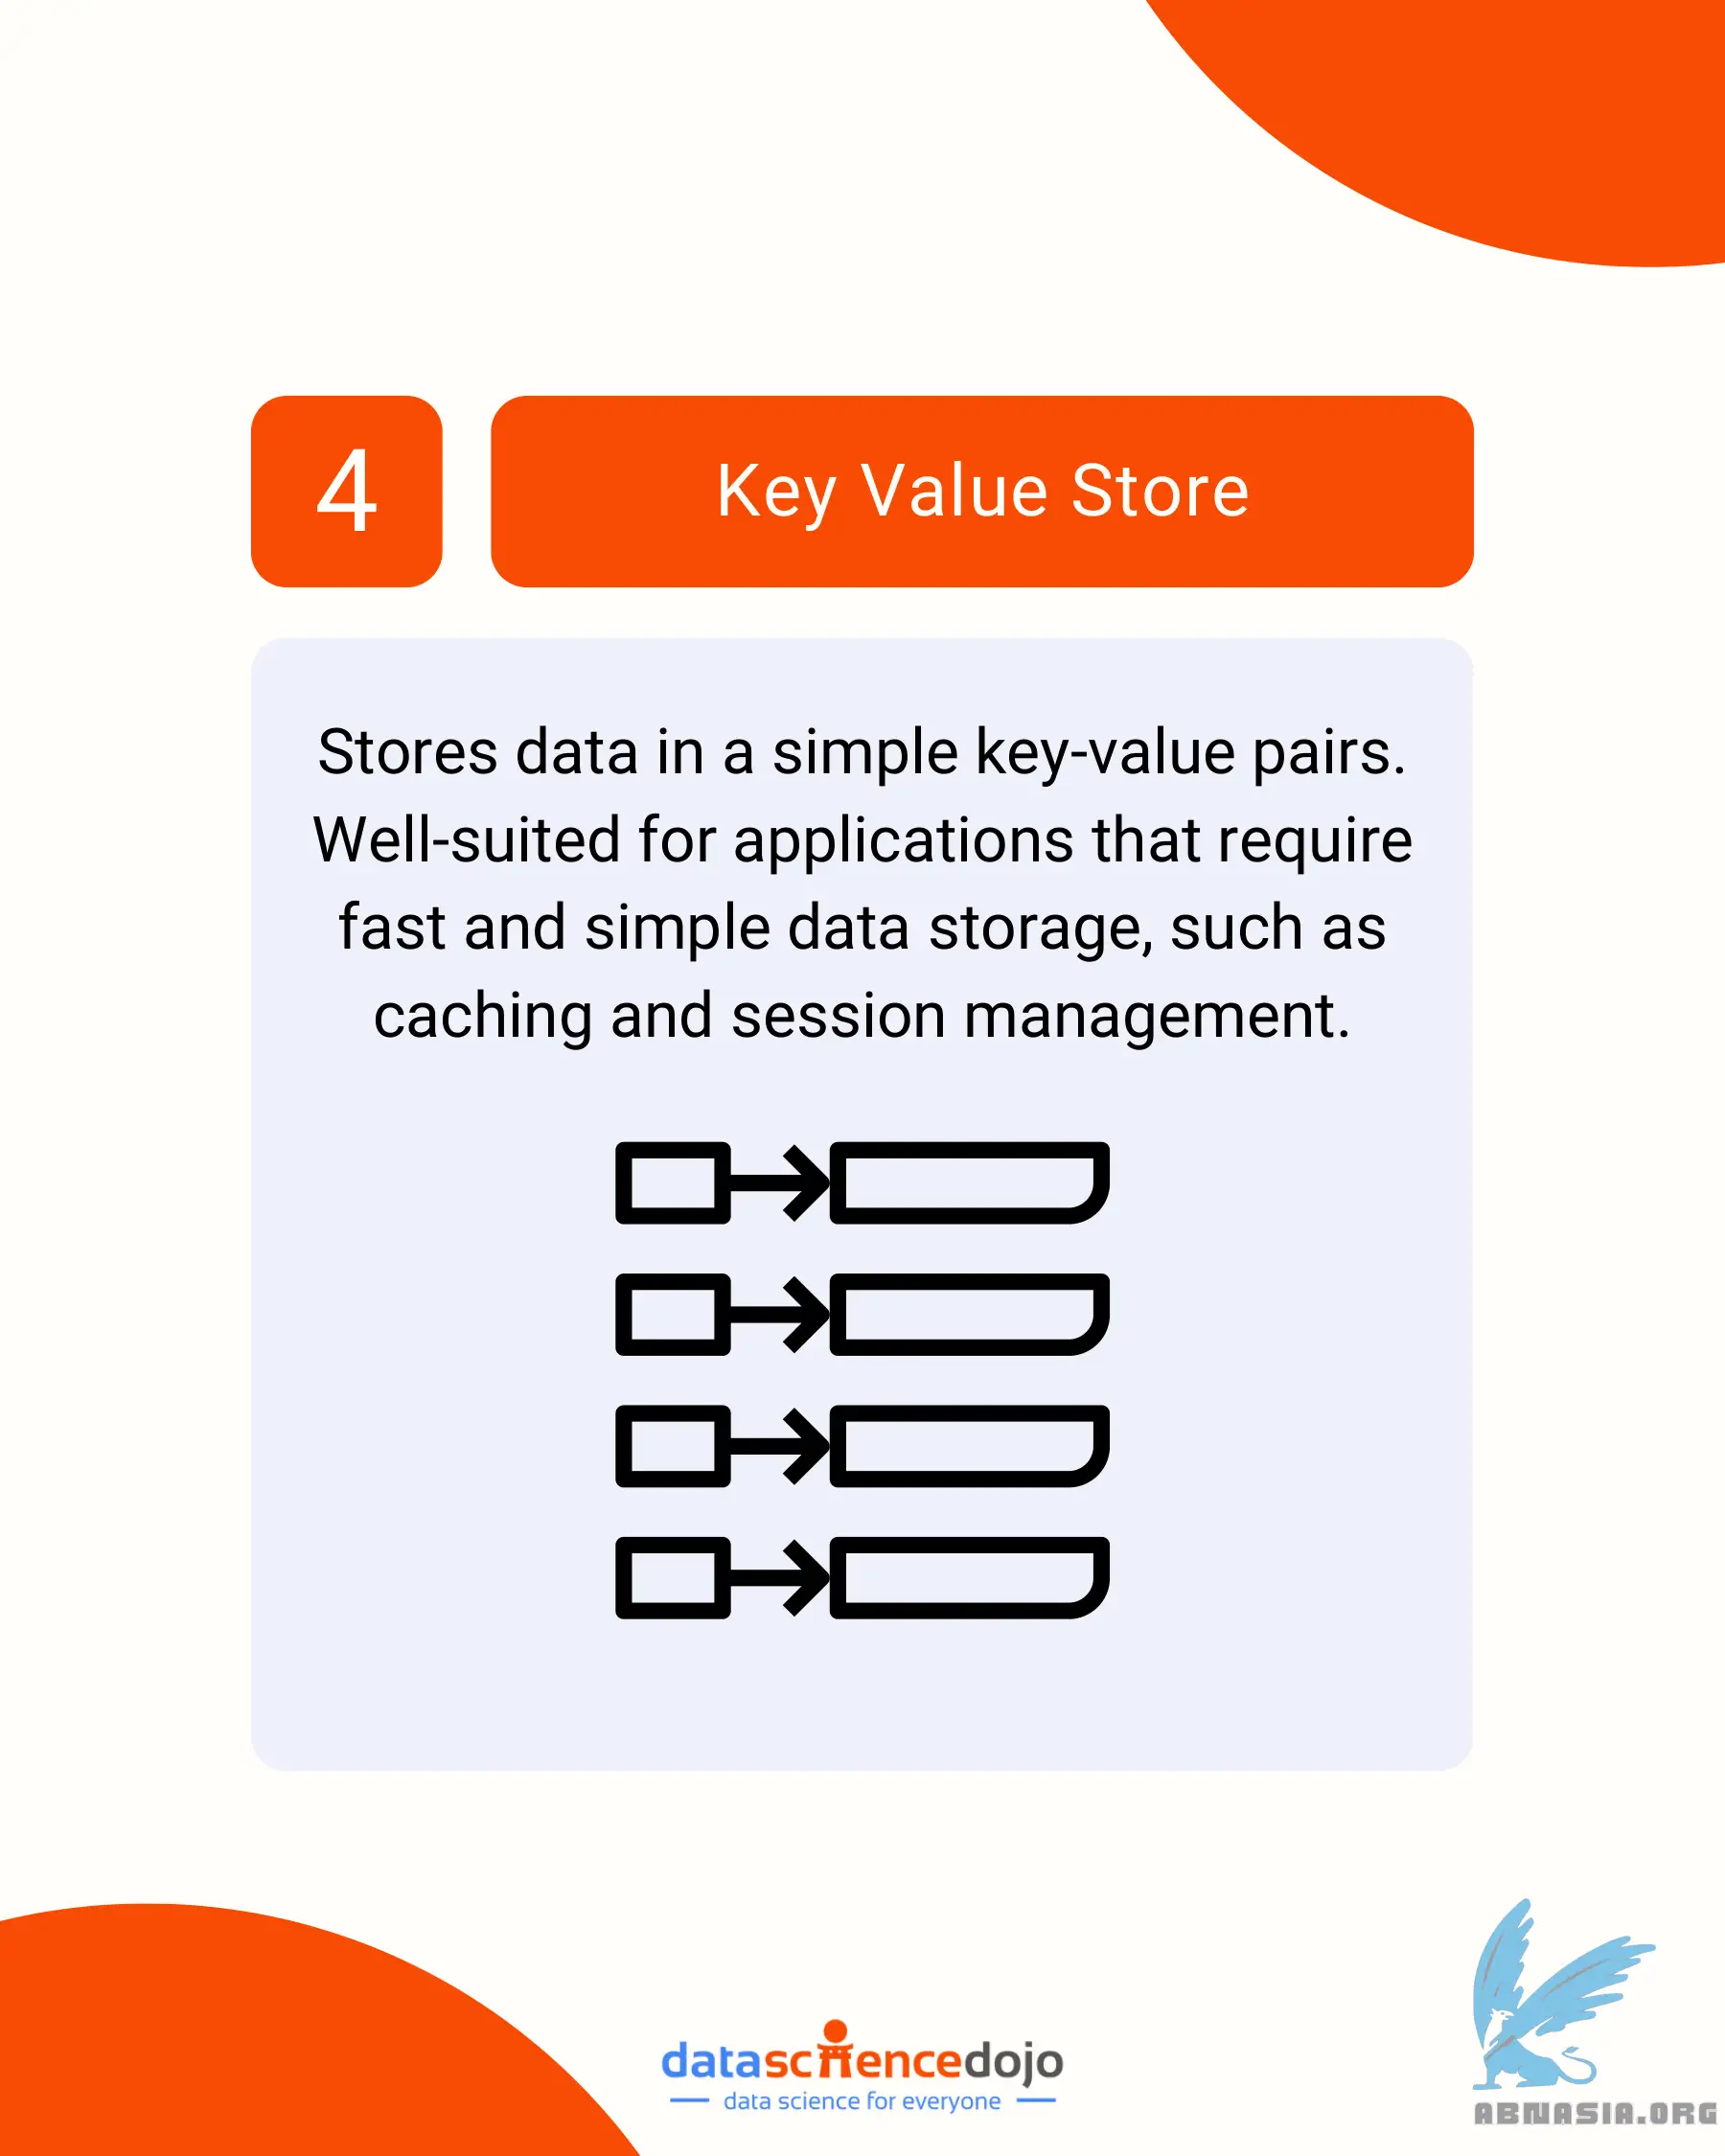 4
Key Value Store
Stores data in a simple key-value pairs.
Well-suited for applications that require
fast and simple data storage, such as
caching and session management.
datasciencedojo
data science for everyone
ABNASIA.ORG